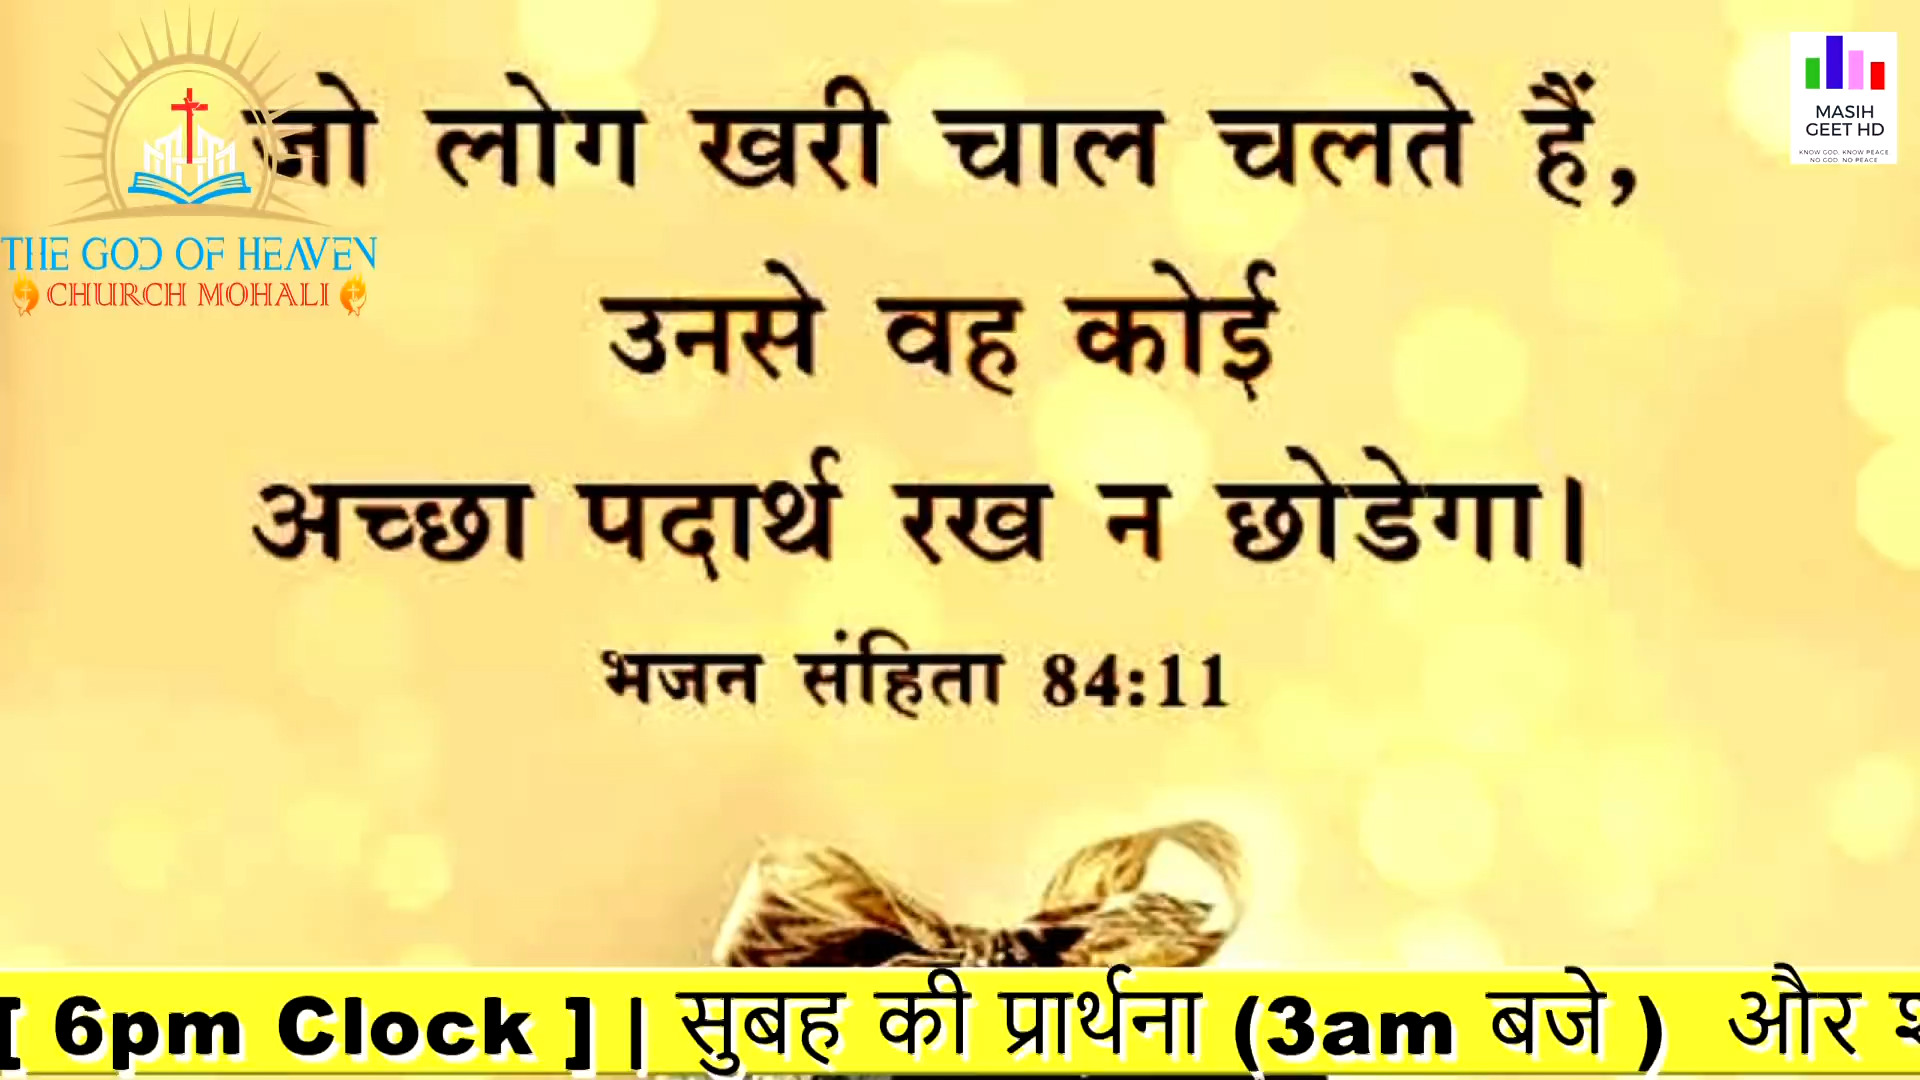 जो लोग खरी चाल चलते हैं,
उनसे वह कोई
अच्छा पदार्थ रख न छोडेगा।
भजन संहिता 84:11
THE GOD OF HEAVEN
CHURCH MOHALI
MASIH
GEET HD
KNOW GOD, KNOW PEACE
NO GOD, NO PEACE
[ 6pm Clock ] | सुबह की प्रार्थना (3am बजे ) और